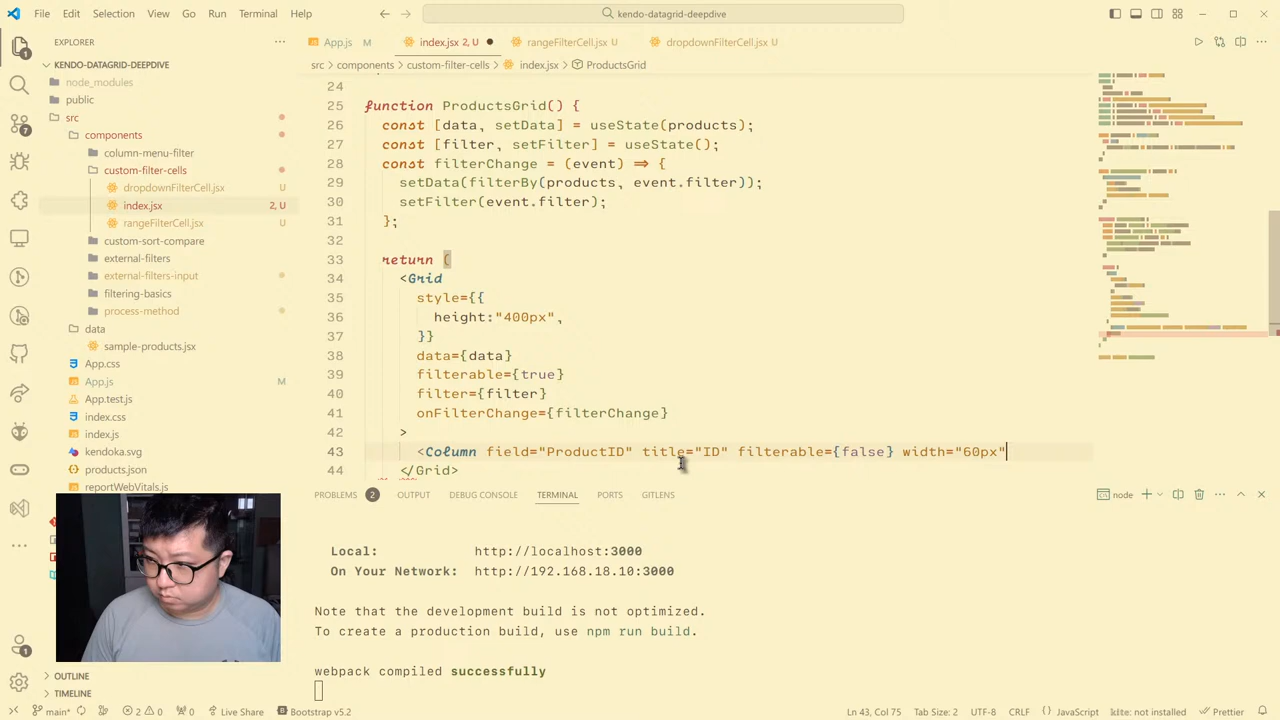 File Edit Selection View Go Run Terminal Help
kendo-datagrid-deepdive
EXPLORER
App.js M
index.jsx 2, U
rangeFilterCell.jsx U
dropdownFilterCell.jsx U
src > components > custom-filter-cells > index.jsx > ProductsGrid
KENDO-DATAGRID-DEEPDIVE
node_modules
public
src
components
column-menu-filter
custom-filter-cells
dropdownFilterCell.jsx U
index.jsx 2, U
rangeFilterCell.jsx U
custom-sort-compare
external-filters
external-filters-input
filtering-basics
process-method
data
sample-products.jsx
App.css
App.js M
App.test.js
index.css
index.js
kendoka.svg
products.json
reportWebVitals.js
OUTLINE
TIMELINE
24
25 function ProductsGrid() {
26 const [data, setData] = useState(products);
27 const [filter, setFilter] = useState();
28 const filterChange = (event) => {
29 setData(filterBy(products, event.filter));
30 setFilter(event.filter);
31 };
32
33 return (
34 <Grid
35 style={{
36 height:"400px",
37 }}
38 data={data}
39 filterable={true}
40 filter={filter}
41 onFilterChange={filterChange}
42 >
43 <Column field="ProductID" title="ID" filterable={false} width="60px"
44 </Grid>
PROBLEMS 2 OUTPUT DEBUG CONSOLE TERMINAL PORTS GITLENS
node
Local: http://localhost:3000
On Your Network: http://192.168.18.10:3000
Note that the development build is not optimized.
To create a production build, use npm run build.
webpack compiled successfully
main* 2 0 0 Live Share Bootstrap v5.2 Ln 43, Col 75 Tab Size: 2 UTF-8 CRLF JavaScript kite: not installed Prettier